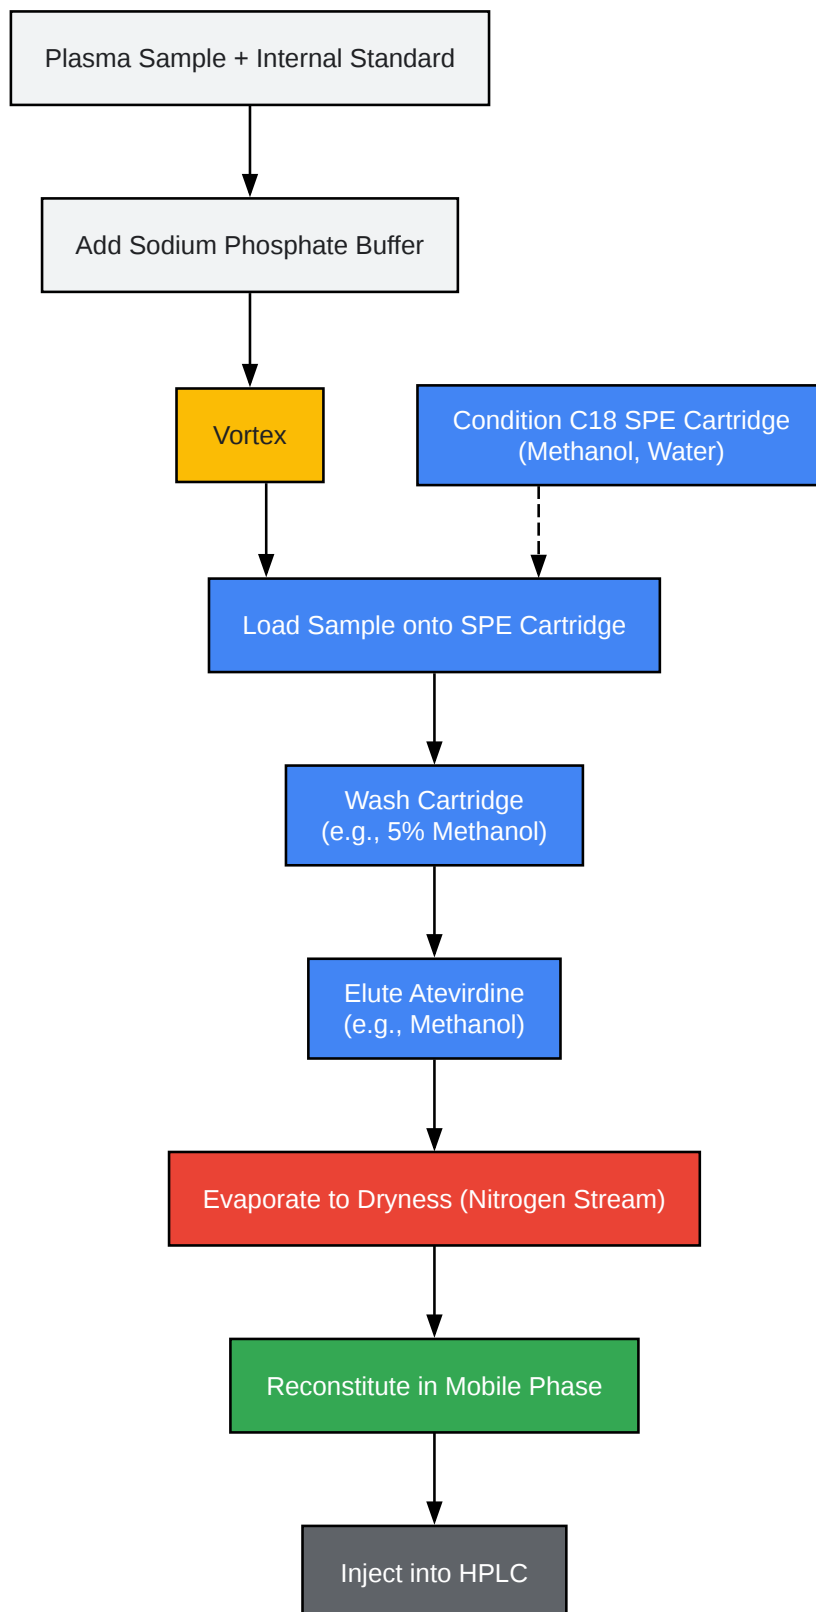 Plasma Sample + Internal Standard
Add Sodium Phosphate Buffer
Vortex
Condition C18 SPE Cartridge
(Methanol, Water)
Load Sample onto SPE Cartridge
Wash Cartridge
(e.g., 5% Methanol)
Elute Atevirdine
(e.g., Methanol)
Evaporate to Dryness (Nitrogen Stream)
Reconstitute in Mobile Phase
Inject into HPLC